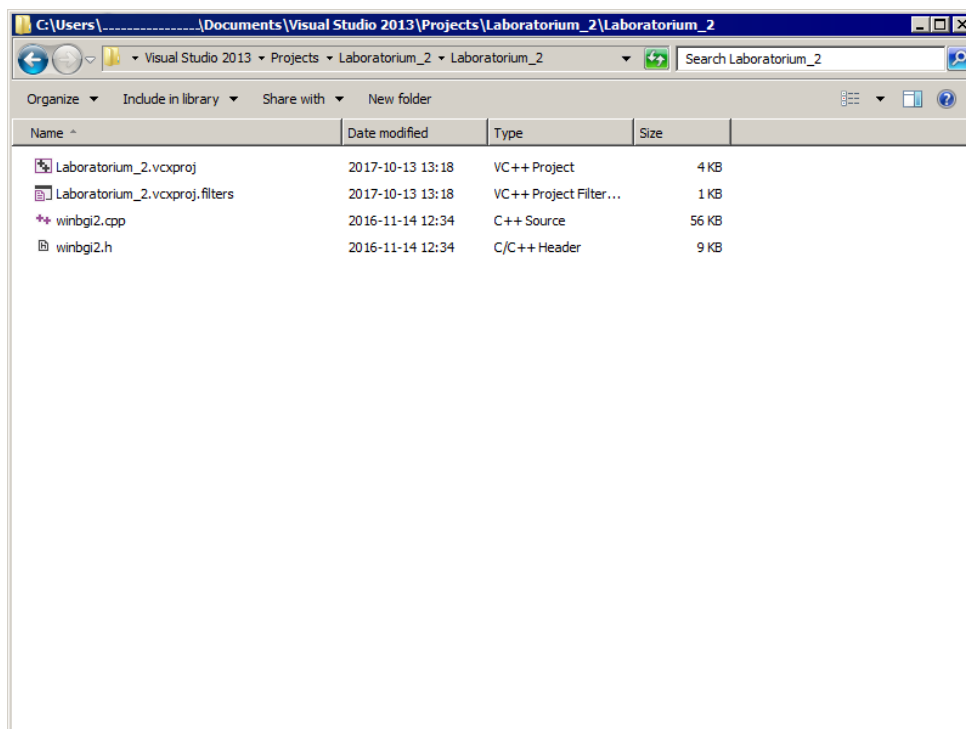 C:\Users\_______________\Documents\Visual Studio 2013\Projects\Laboratorium_2\Laboratorium_2
Visual Studio 2013 Projects Laboratorium_2 Laboratorium_2 Search Laboratorium_2
Organize Include in library Share with New folder
Name Date modified Type Size
Laboratorium_2.vcxproj 2017-10-13 13:18 VC++ Project 4 KB
Laboratorium_2.vcxproj.filters 2017-10-13 13:18 VC++ Project Filter... 1 KB
winbgi2.cpp 2016-11-14 12:34 C++ Source 56 KB
winbgi2.h 2016-11-14 12:34 C/C++ Header 9 KB